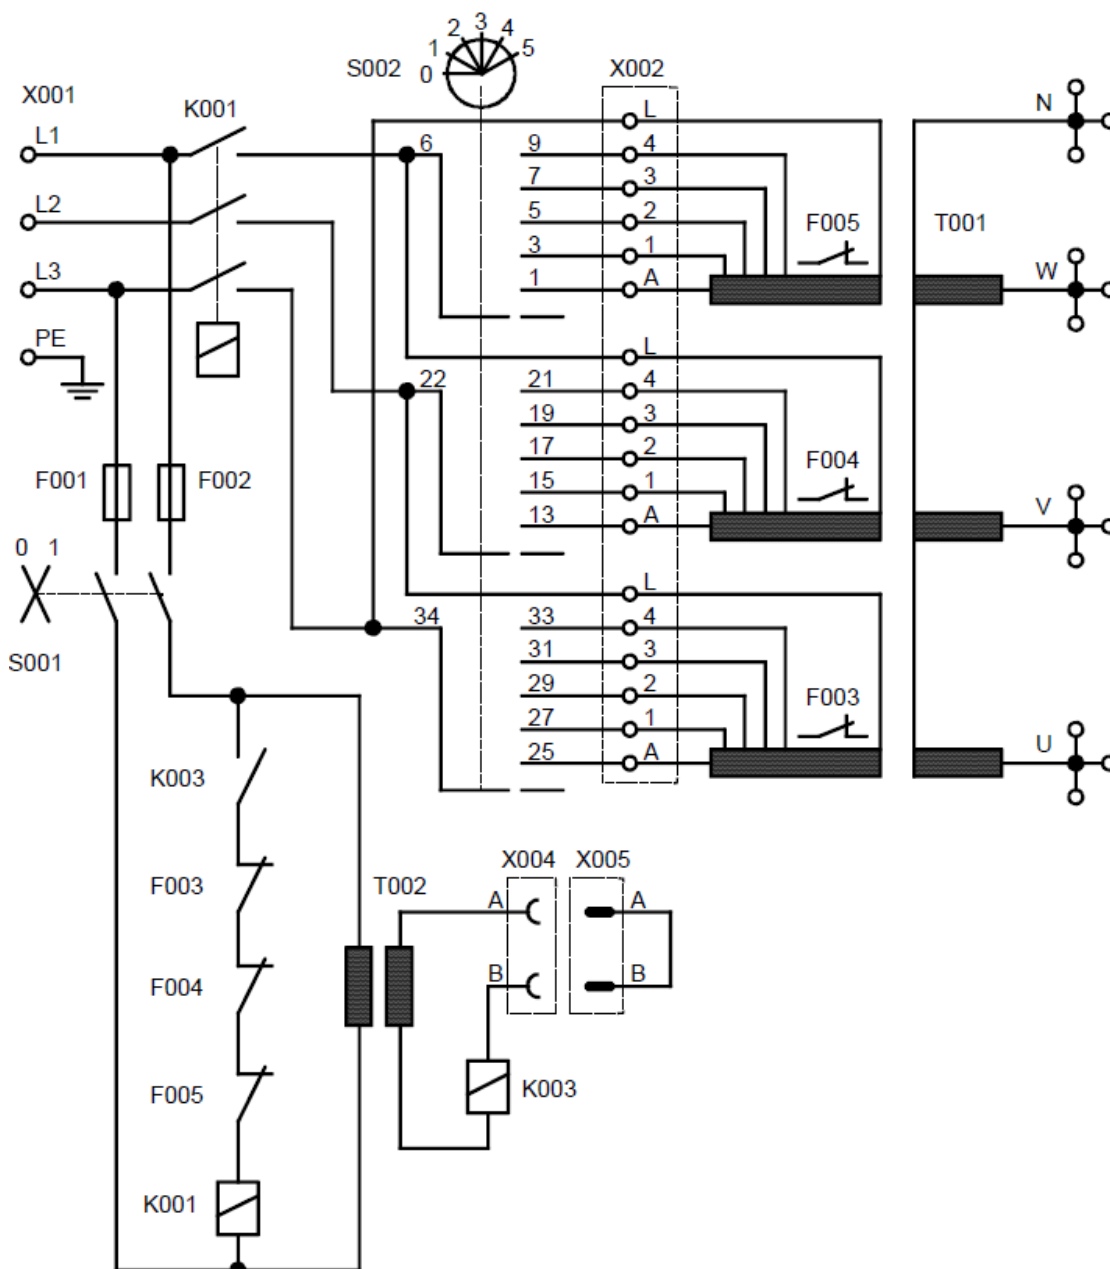 3
2 4
1 5
S002 0 X002
X001 K001
L1
L2
L3
PE
6
L
9 4
7 3
5 2
3 1
1 A
F005
T001
N
W
22
L
21 4
19 3
17 2
15 1
13 A
F004
V
34
L
33 4
31 3
29 2
27 1
25 A
F003
U
F001 F002
0 1
S001
K003
F003
F004
F005
K001
T002
X004 X005
A A
B B
K003